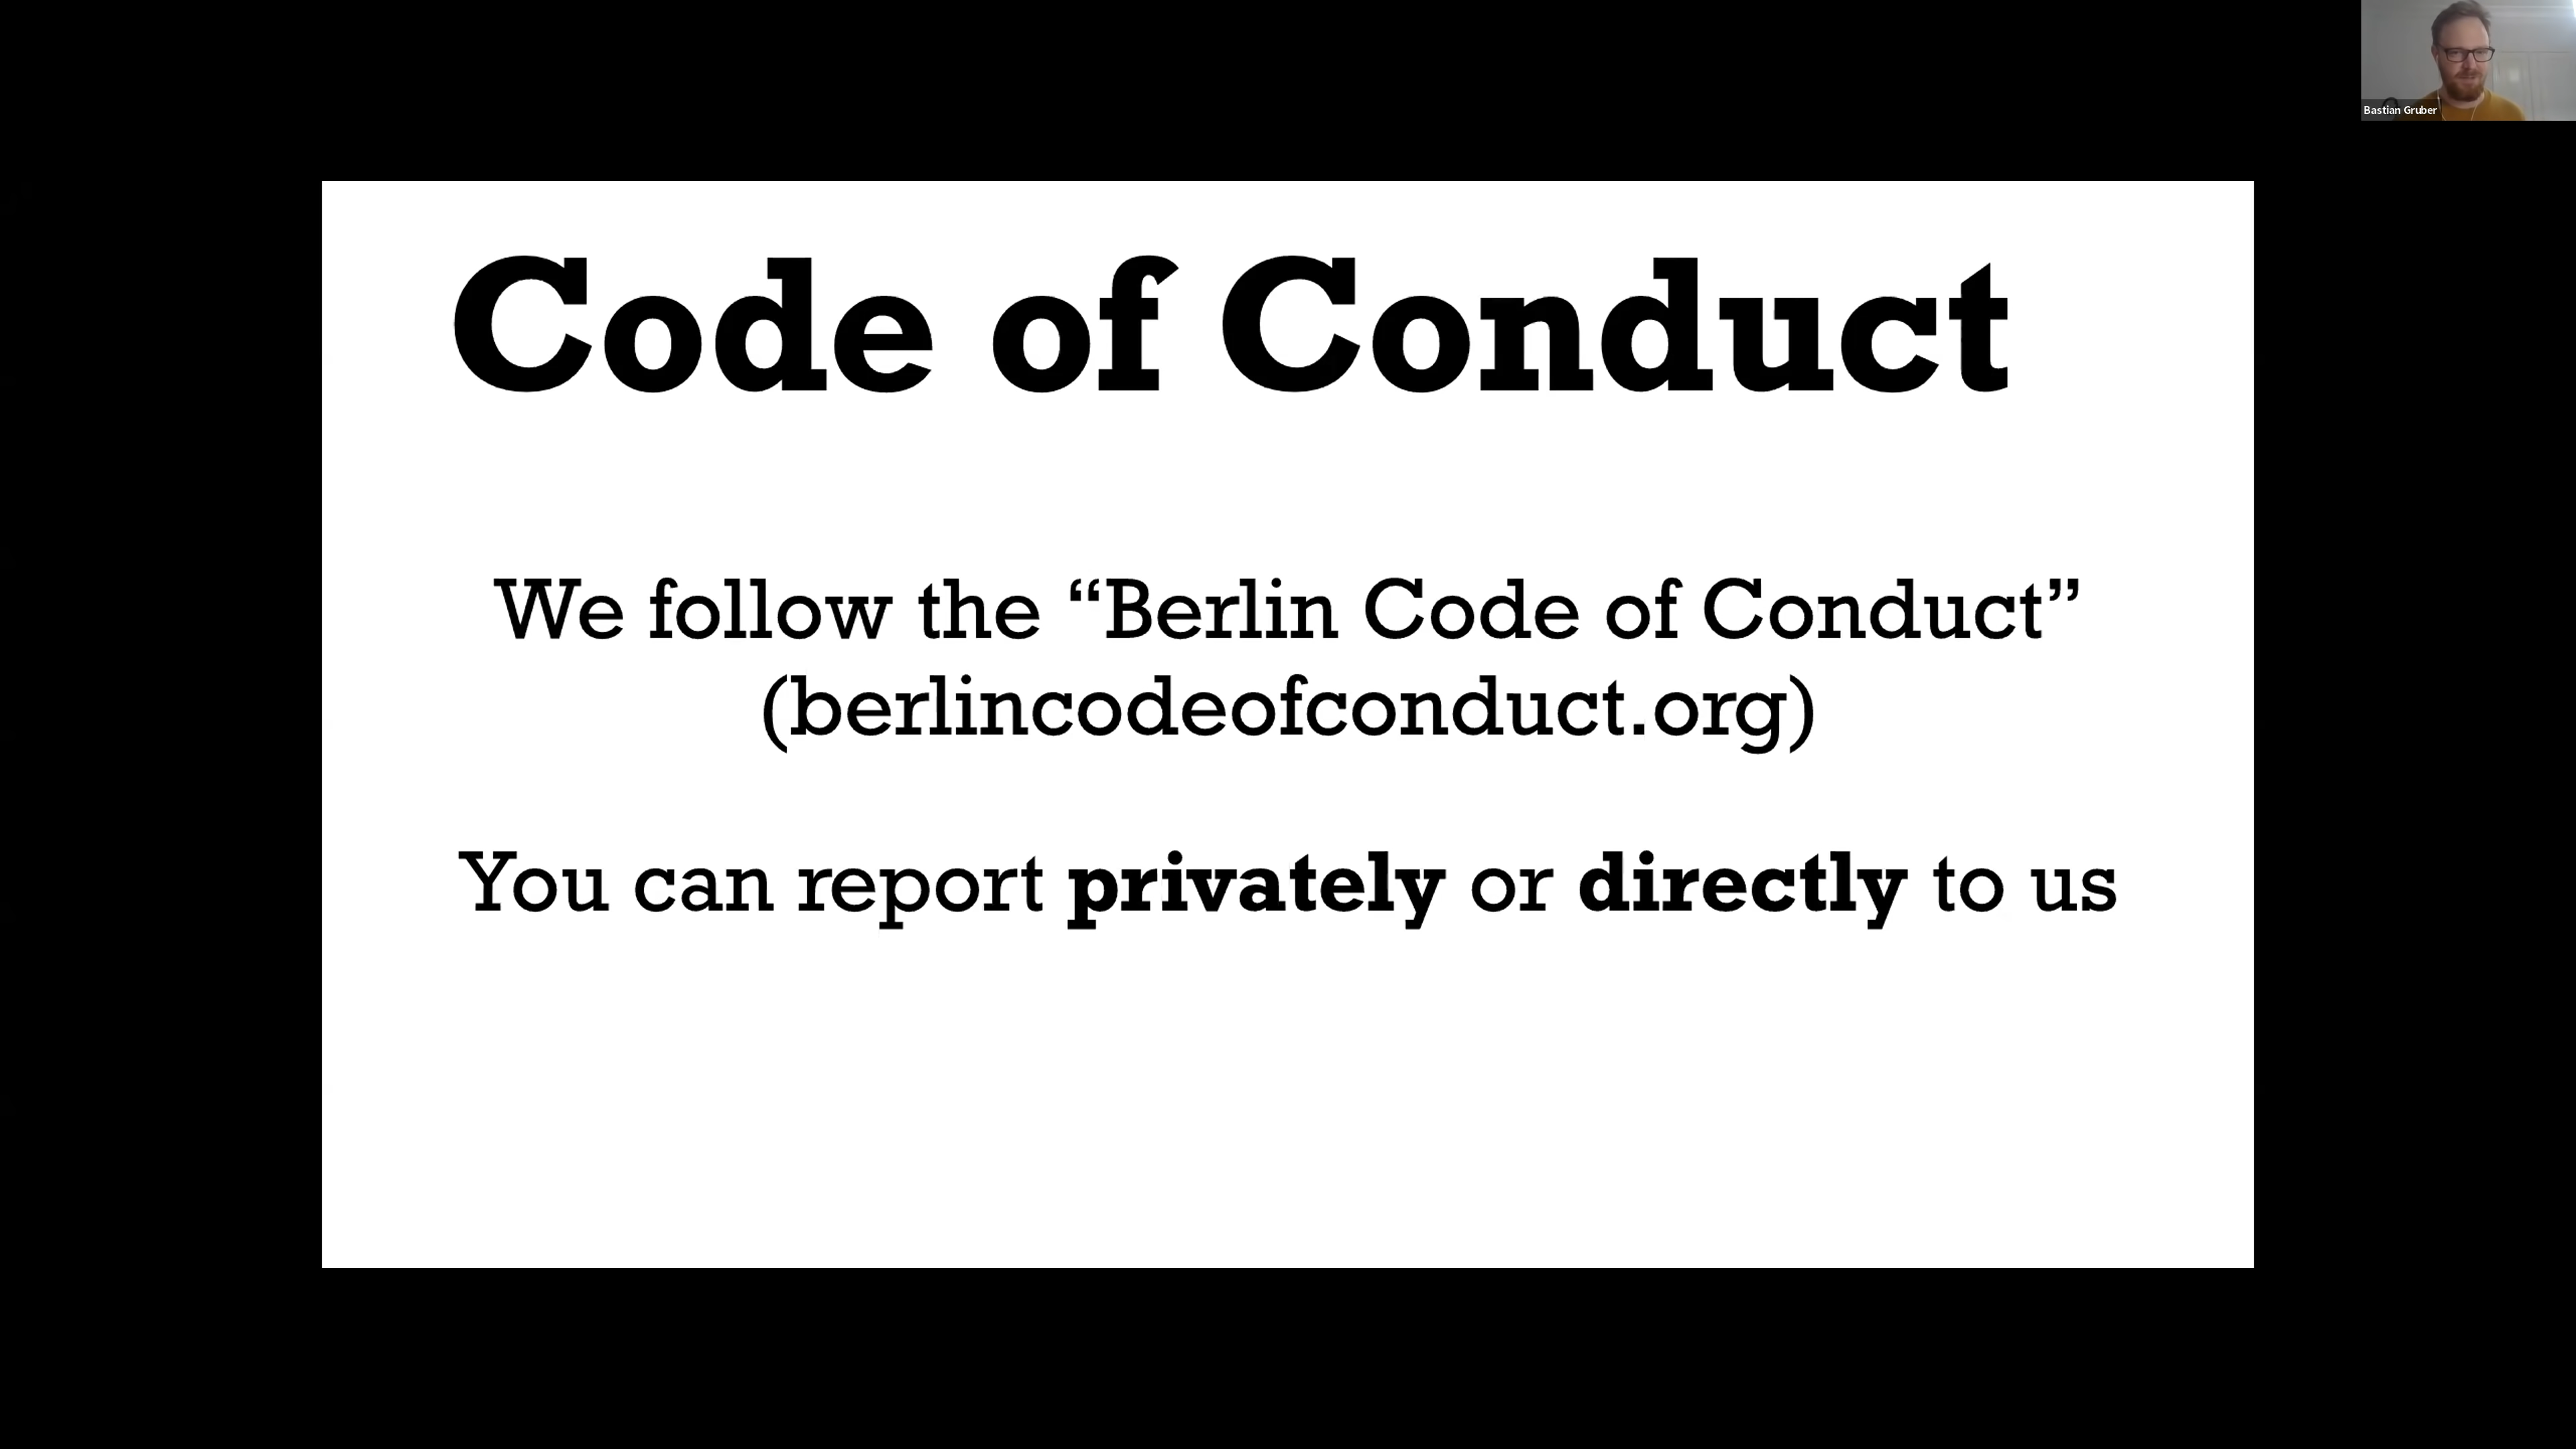 Bastian Gruber
Code of Conduct
We follow the “Berlin Code of Conduct”
(berlincodeofconduct.org)
You can report privately or directly to us